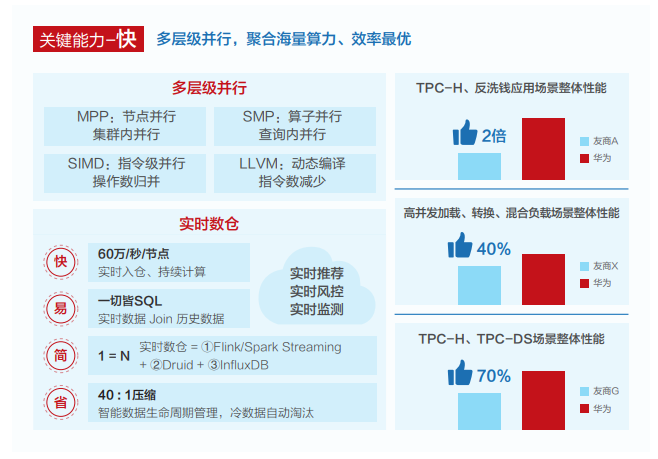 关键能力-快 多层级并行，聚合海量算力、效率最优
多层级并行
MPP：节点并行
集群内并行
SMP：算子并行
查询内并行
SIMD：指令级并行
操作数归并
LLVM：动态编译
指令数减少
实时数仓
快
60万/秒/节点
实时入仓、持续计算
易
一切皆SQL
实时数据 Join 历史数据
实时推荐
实时风控
实时监测
简
1 = N
实时数仓 = ①Flink/Spark Streaming
+ ②Druid + ③InfluxDB
省
40：1压缩
智能数据生命周期管理，冷数据自动淘汰
TPC-H、反洗钱应用场景整体性能
2倍
友商A
华为
高并发加载、转换、混合负载场景整体性能
40%
友商X
华为
TPC-H、TPC-DS场景整体性能
70%
友商G
华为